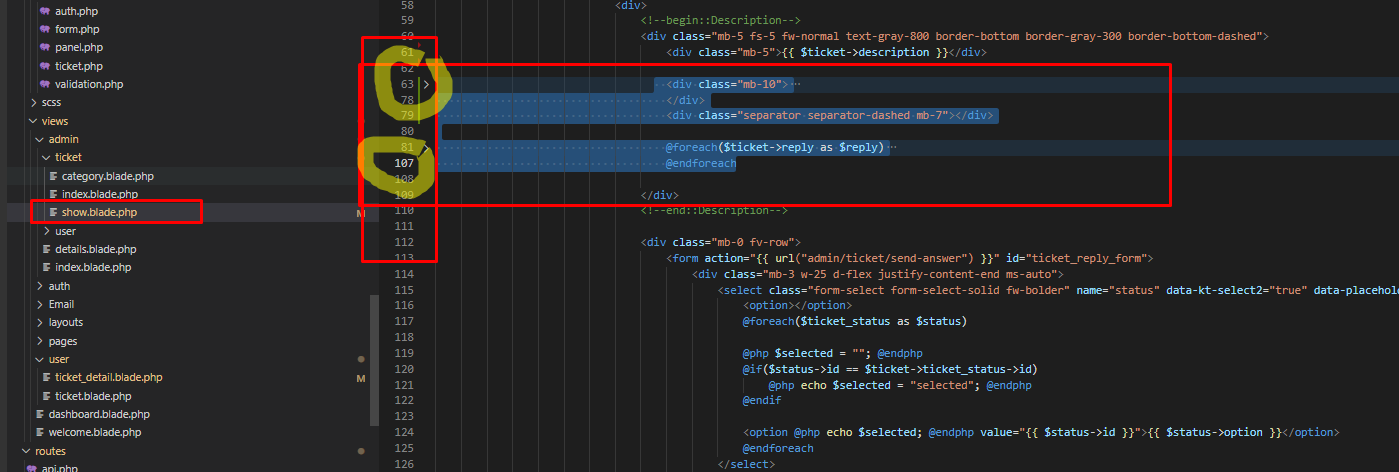 auth.php
form.php
panel.php
ticket.php
validation.php
scss
views
admin
ticket
category.blade.php
index.blade.php
show.blade.php M
user
details.blade.php
index.blade.php
auth
Email
layouts
pages
user
ticket_detail.blade.php M
ticket.blade.php
dashboard.blade.php
welcome.blade.php
routes
api.php
58 <div>
59 <!--begin::Description-->
60 <div class="mb-5 fs-5 fw-normal text-gray-800 border-bottom border-gray-300 border-bottom-dashed">
61 <div class="mb-5">{{ $ticket->description }}</div>
62
63 <div class="mb-10">…
78 </div>
79 <div class="separator separator-dashed mb-7"></div>
80
81 @foreach($ticket->reply as $reply)…
107 @endforeach
108
109 </div>
110 <!--end::Description-->
111
112 <div class="mb-0 fv-row">
113 <form action="{{ url("admin/ticket/send-answer") }}" id="ticket_reply_form">
114 <div class="mb-3 w-25 d-flex justify-content-end ms-auto">
115 <select class="form-select form-select-solid fw-bolder" name="status" data-kt-select2="true" data-placehold
116 <option></option>
117 @foreach($ticket_status as $status)
118
119 @php $selected = ""; @endphp
120 @if($status->id == $ticket->ticket_status->id)
121 @php echo $selected = "selected"; @endphp
122 @endif
123
124 <option @php echo $selected; @endphp value="{{ $status->id }}">{{ $status->option }}</option>
125 @endforeach
126 </select>